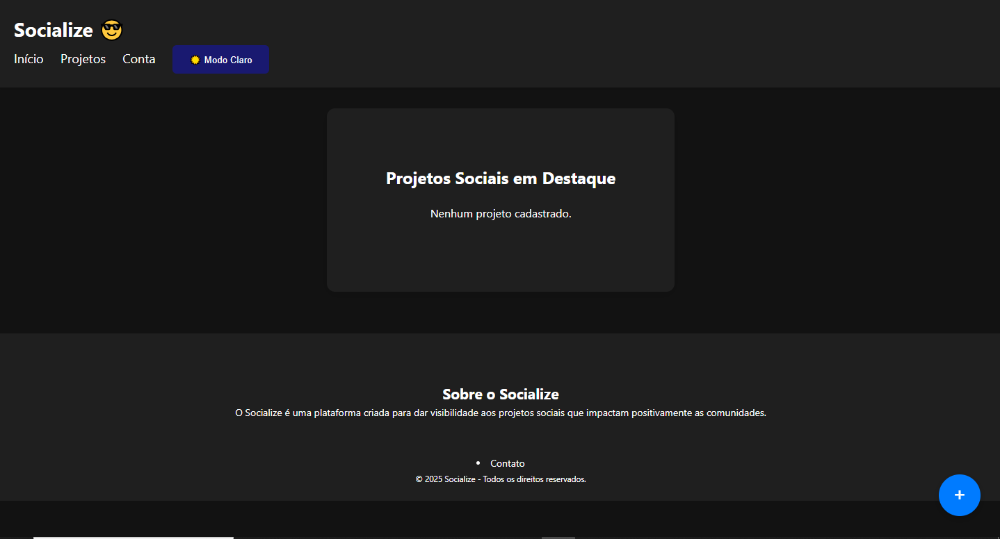 Socialize 😎
Início Projetos Conta 🌞 Modo Claro
Projetos Sociais em Destaque
Nenhum projeto cadastrado.
Sobre o Socialize
O Socialize é uma plataforma criada para dar visibilidade aos projetos sociais que impactam positivamente as comunidades.
• Contato
© 2025 Socialize - Todos os direitos reservados.
+